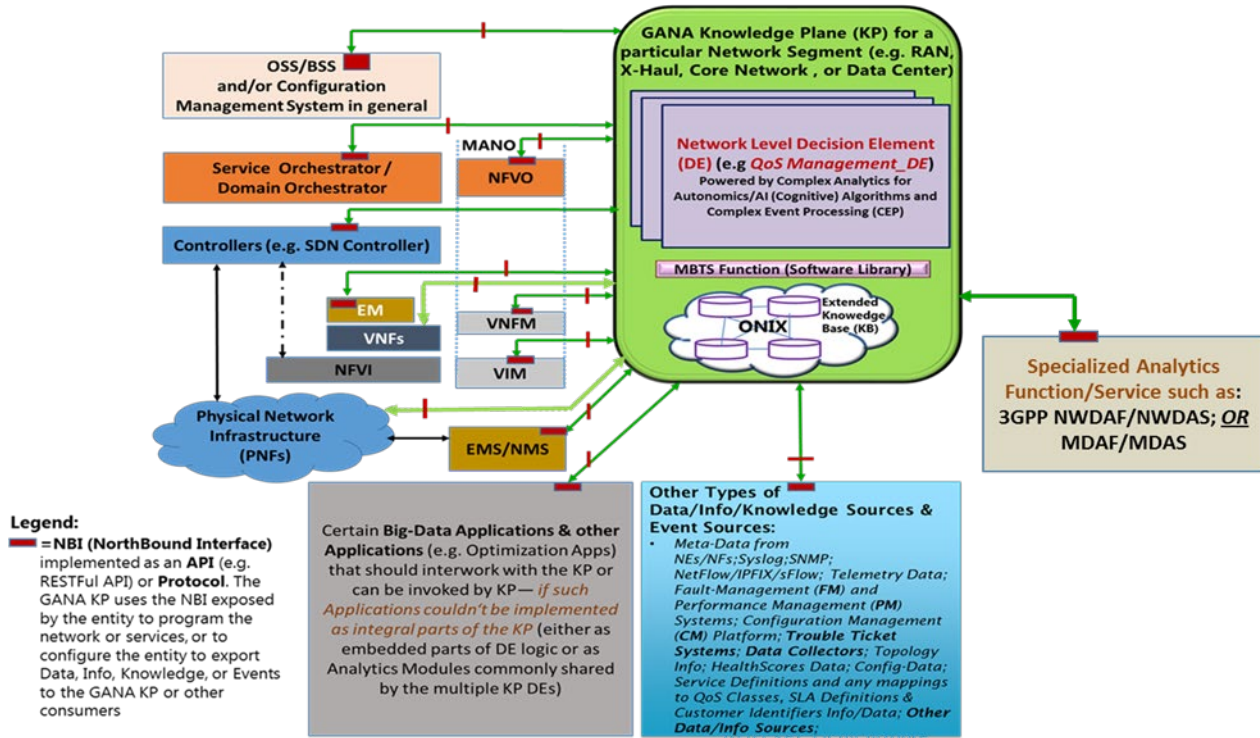 GANA Knowledge Plane (KP) for a
particular Network Segment (e.g. RAN,
X-Haul, Core Network , or Data Center)
OSS/BSS
and/or Configuration
Management System in general
Network Level Decision Element
(DE) (e.g QoS Management_DE)
Powered by Complex Analytics for
Autonomics/AI (Cognitive) Algorithms and
Complex Event Processing (CEP)
MANO
Service Orchestrator /
Domain Orchestrator
NFVO
Controllers (e.g. SDN Controller)
MBTS Function (Software Library)
EM
VNFs
NFVI
VNFM
VIM
ONIX
Extended
Knowedge
Base (KB)
Specialized Analytics
Function/Service such as:
3GPP NWDAF/NWDAS; OR
MDAF/MDAS
Physical Network
Infrastructure
(PNFs)
EMS/NMS
Legend:
=NBI (NorthBound Interface)
implemented as an API (e.g.
RESTFul API) or Protocol. The
GANA KP uses the NBI exposed
by the entity to program the
network or services, or to
configure the entity to export
Data, Info, Knowledge, or Events
to the GANA KP or other
consumers
Certain Big-Data Applications & other
Applications (e.g. Optimization Apps)
that should interwork with the KP or
can be invoked by KP— if such
Applications couldn't be implemented
as integral parts of the KP (either as
embedded parts of DE logic or as
Analytics Modules commonly shared
by the multiple KP DEs)
Other Types of
Data/Info/Knowledge Sources &
Event Sources:
• Meta-Data from
NEs/NFs;Syslog;SNMP;
NetFlow/IPFIX/sFlow; Telemetry Data;
Fault-Management (FM) and
Performance Management (PM)
Systems; Configuration Management
(CM) Platform; Trouble Ticket
Systems; Data Collectors; Topology
Info; HealthScores Data; Config-Data;
Service Definitions and any mappings
to QoS Classes, SLA Definitions &
Customer Identifiers Info/Data; Other
Data/Info Sources;